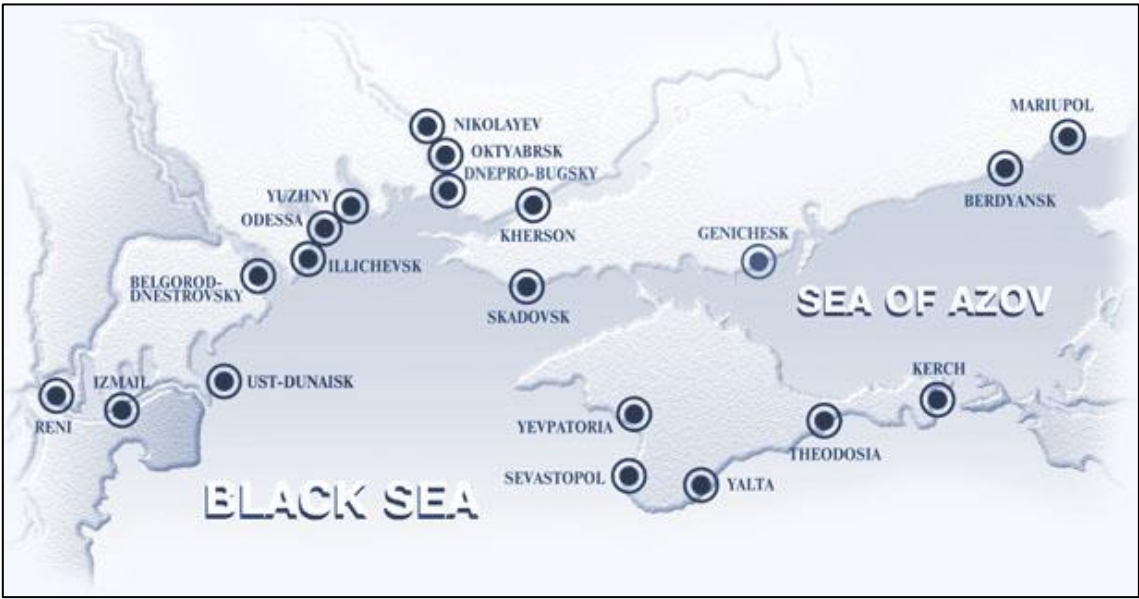 MARIUPOL
NIKOLAYEV
OKTYABRSK
DNEPRO-BUGSKY
YUZHNY
BERDYANSK
ODESSA
KHERSON
GENICHESK
ILLICHEVSK
BELGOROD-
DNESTROVSKY
SEA OF AZOV
SKADOVSK
KERCH
IZMAIL
UST-DUNAISK
RENI
YEVPATORIA
THEODOSIA
SEVASTOPOL
YALTA
BLACK SEA